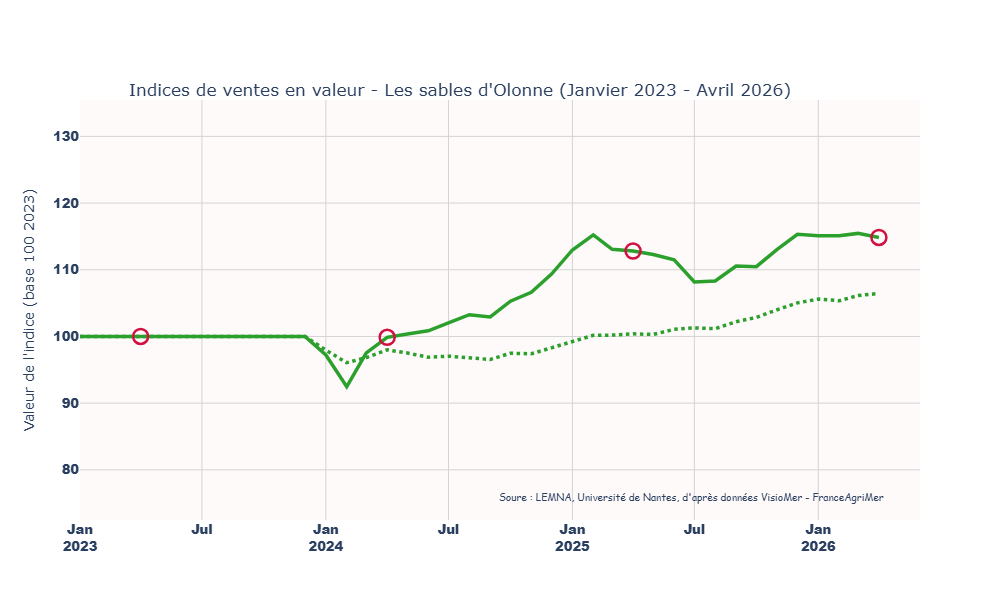 Indices de ventes en valeur - Les sables d'Olonne (Janvier 2023 - Avril 2026)
Valeur de l'indice (base 100 2023)
130
120
110
100
90
80
Soure : LEMNA, Université de Nantes, d'après données VisioMer - FranceAgriMer
Jan Jul Jan Jul Jan Jul Jan
2023 2024 2025 2026